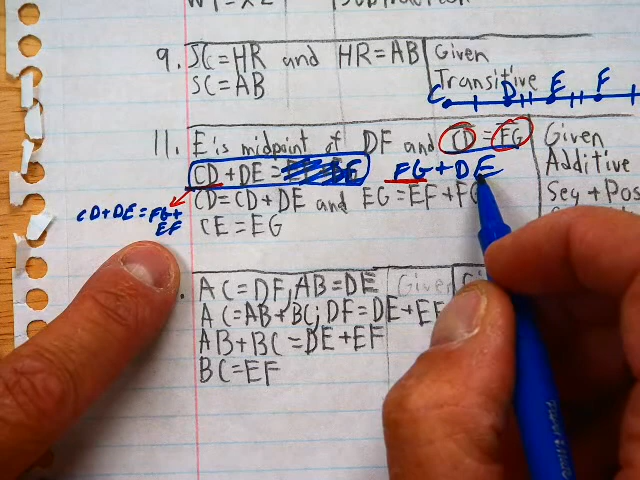 9. SC=HR and HR=AB Given
SC=AB Transitive
C D E F
11. E is midpoint of DF and CD=FG Given
CD+DE= FG+DE Additive
CD=CD+DE and EG=EF+FG Seg + Pos
CD+DE=FG+
EF
CE=EG
AC=DF, AB=DE Given
AC=AB+BC; DF=DE+EF
AB+BC=DE+EF
BC=EF